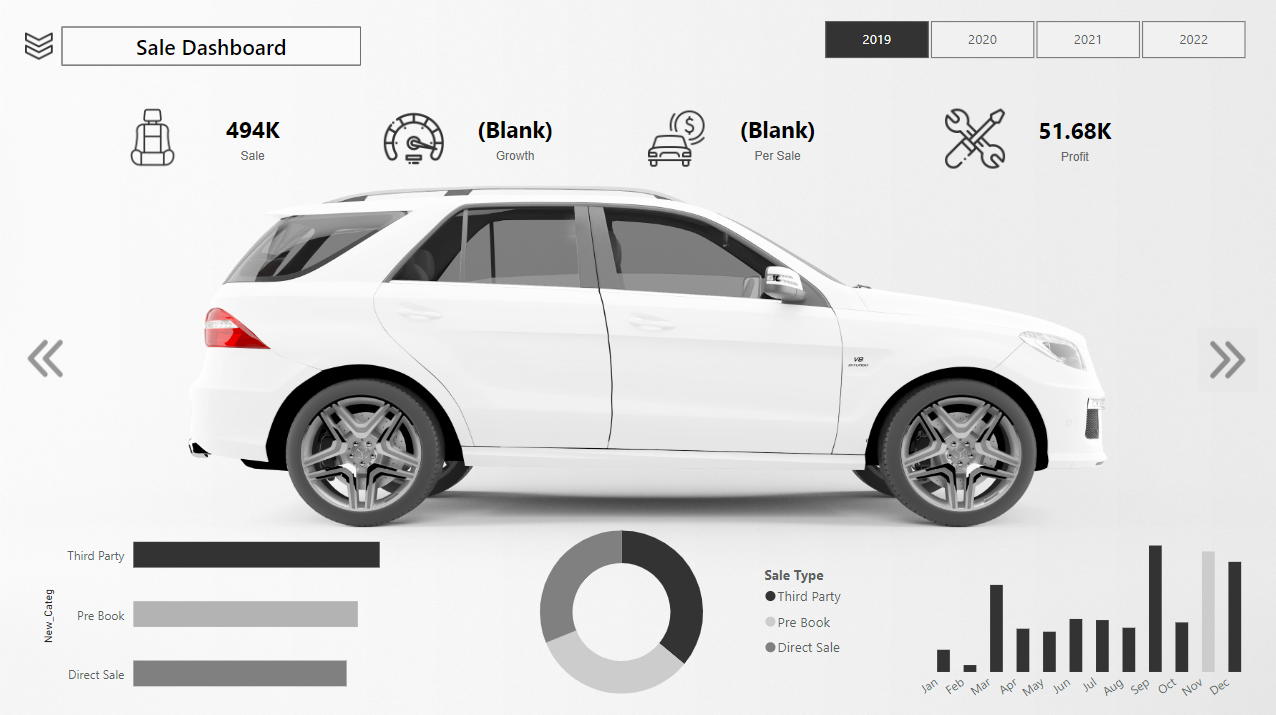 Sale Dashboard
2019
2020
2021
2022
494K
Sale
(Blank)
Growth
(Blank)
Per Sale
51.68K
Profit
V8
BITURBO
New_Categ
Third Party
Pre Book
Direct Sale
Sale Type
Third Party
Pre Book
Direct Sale
Jan
Feb
Mar
Apr
May
Jun
Jul
Aug
Sep
Oct
Nov
Dec